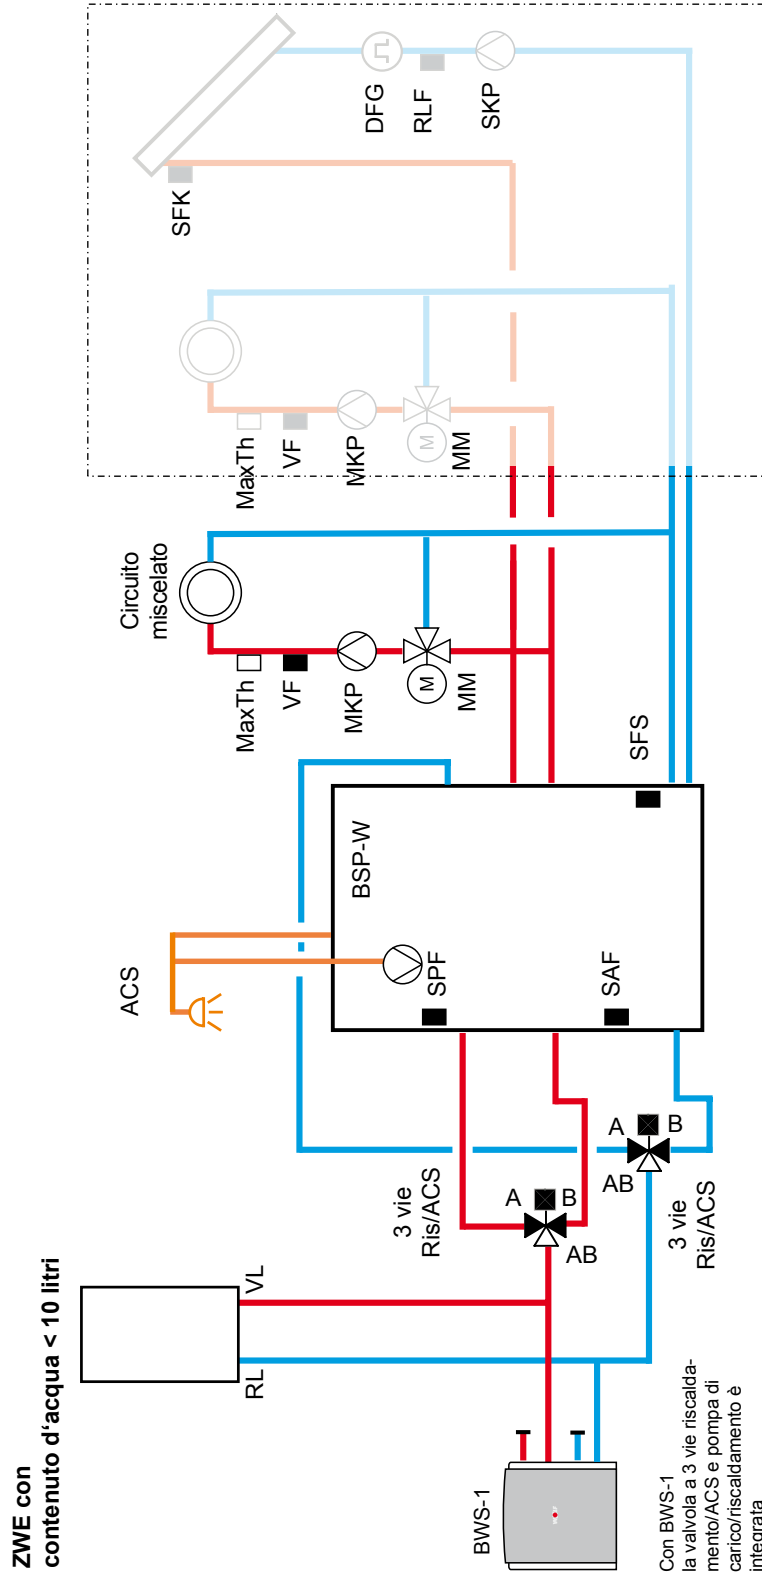 ZWE con
contenuto d'acqua < 10 litri
RL
VL
BWS-1
Con BWS-1
la valvola a 3 vie riscalda-
mento/ACS e pompa di
carico/riscaldamento è
integrata
3 vie
Ris/ACS
A
B
AB
3 vie
Ris/ACS
A
B
AB
ACS
BSP-W
SPF
SAF
SFS
Circuito
miscelato
MaxTh
VF
MKP
M
MM
MaxTh
VF
MKP
M
MM
SFK
DFG
RLF
SKP